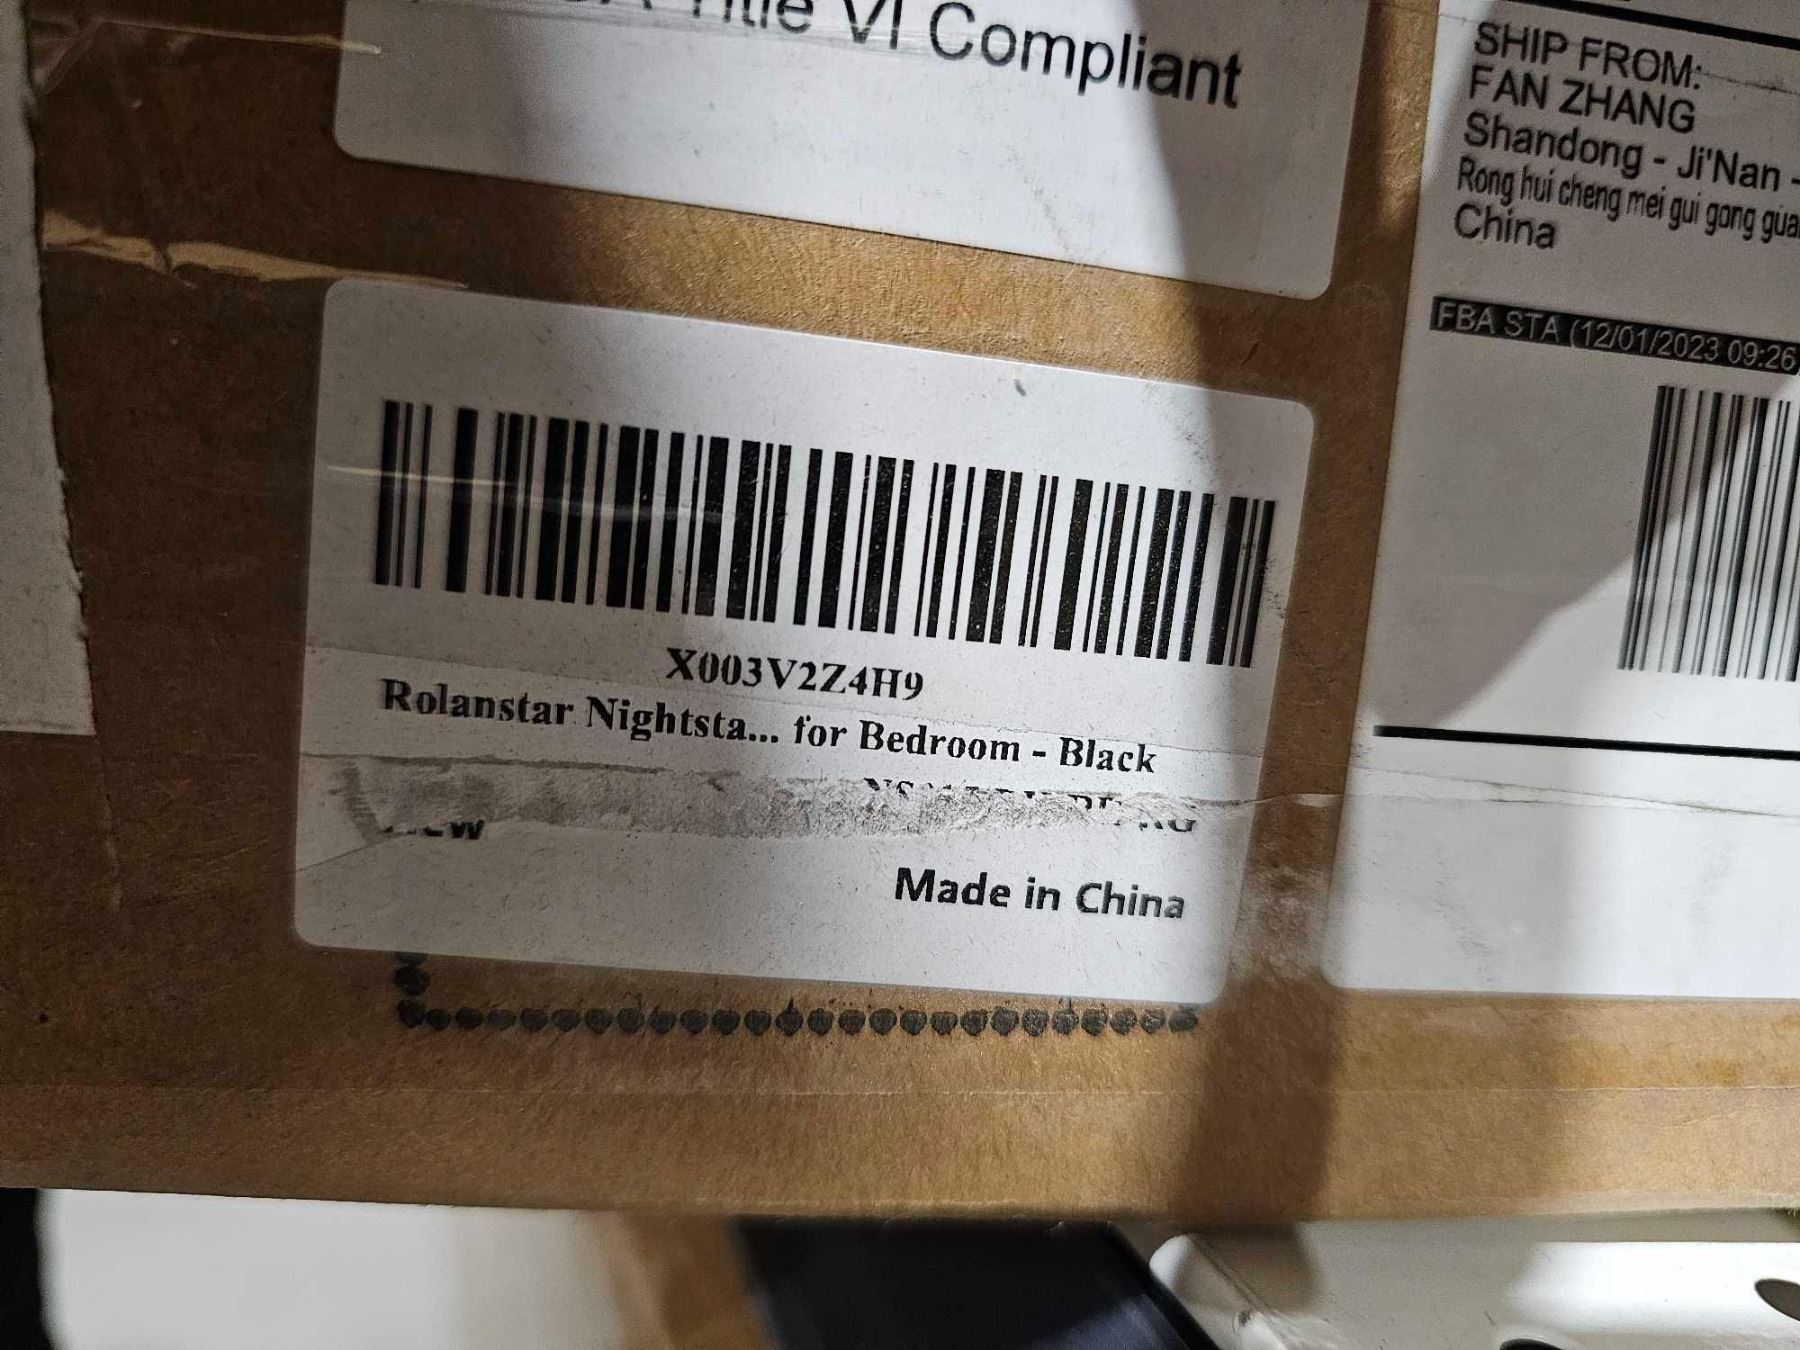 Title VI Compliant
SHIP FROM:
FAN ZHANG
Shandong - Ji'Nan -
Rong hui cheng mei gui gong
China
FBA STA (12/01/2023 09:26
X003V2Z4H9
Rolanstar Nightsta... for Bedroom - Black
Made in China